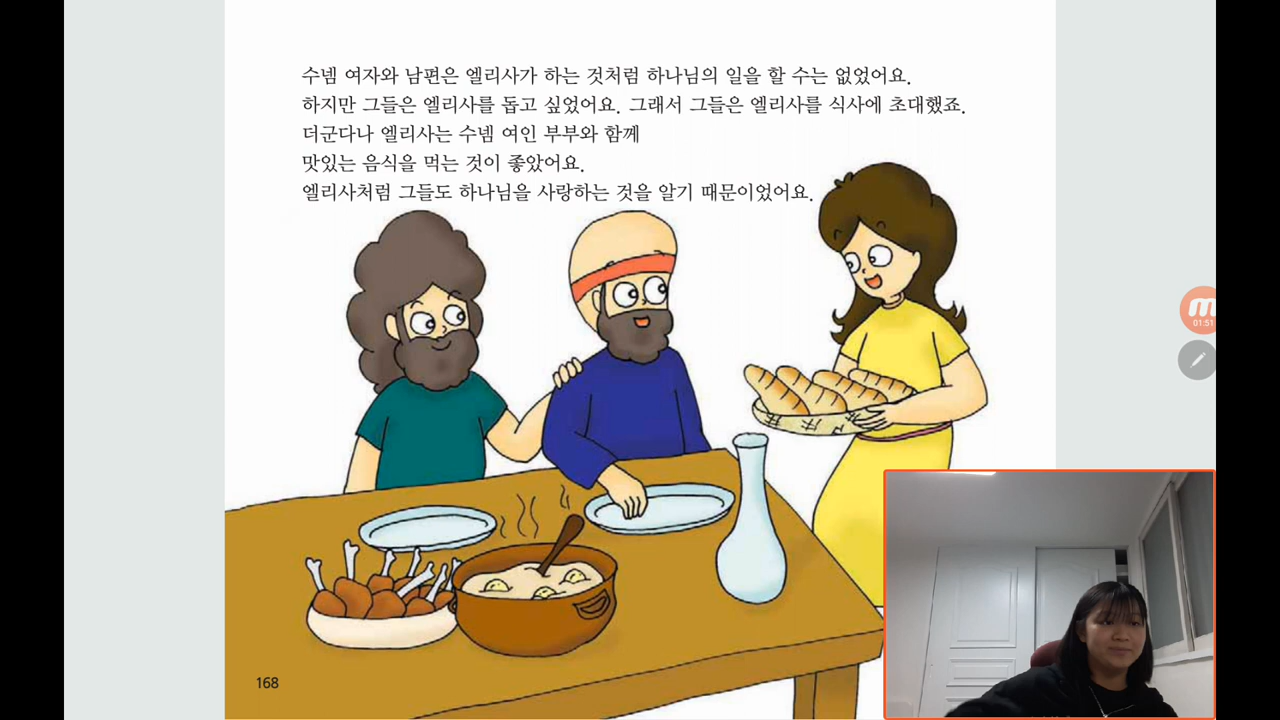 수넴 여자와 남편은 엘리사가 하는 것처럼 하나님의 일을 할 수는 없었어요.
하지만 그들은 엘리사를 돕고 싶었어요. 그래서 그들은 엘리사를 식사에 초대했죠.
더군다나 엘리사는 수넴 여인 부부와 함께
맛있는 음식을 먹는 것이 좋았어요.
엘리사처럼 그들도 하나님을 사랑하는 것을 알기 때문이었어요.
01:51
168